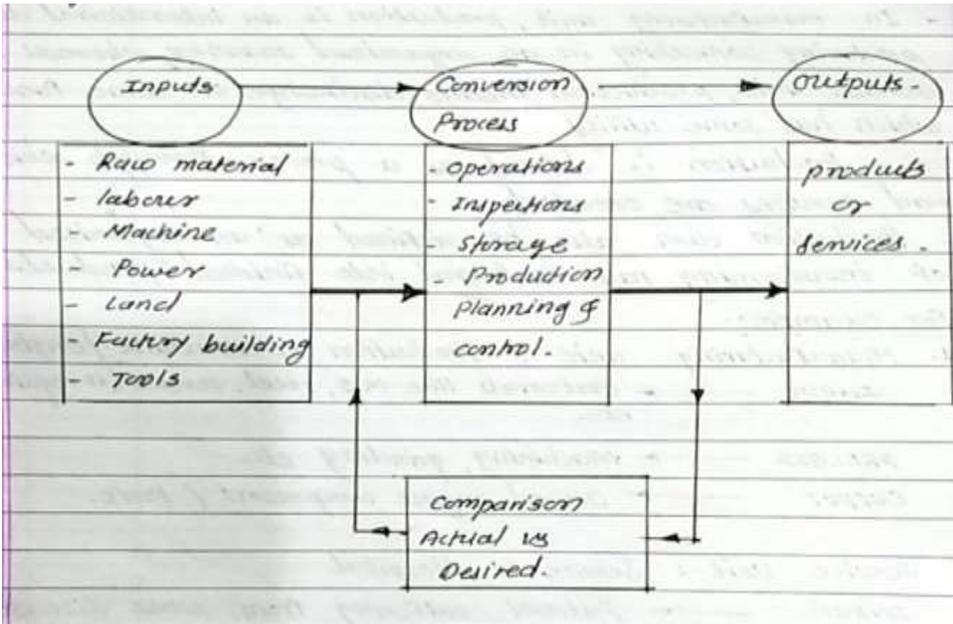 Inputs
Conversion
Process
Outputs.
- Raw material
- labour
- Machine
- Power
- Land
- Factory building
- Tools
- Operations
- Inspections
Storage
- Production
Planning &
control.
products
or
Services.
Comparison
Actual vs
Desired.